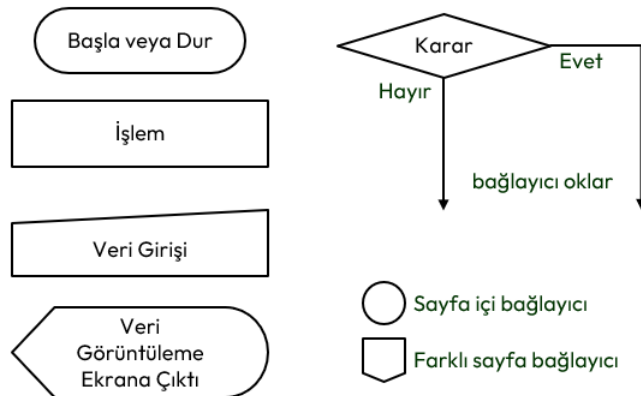 Başla veya Dur
İşlem
Veri Girişi
Veri
Görüntüleme
Ekrana Çıktı
Karar
Evet
Hayır
bağlayıcı oklar
Sayfa içi bağlayıcı
Farklı sayfa bağlayıcı